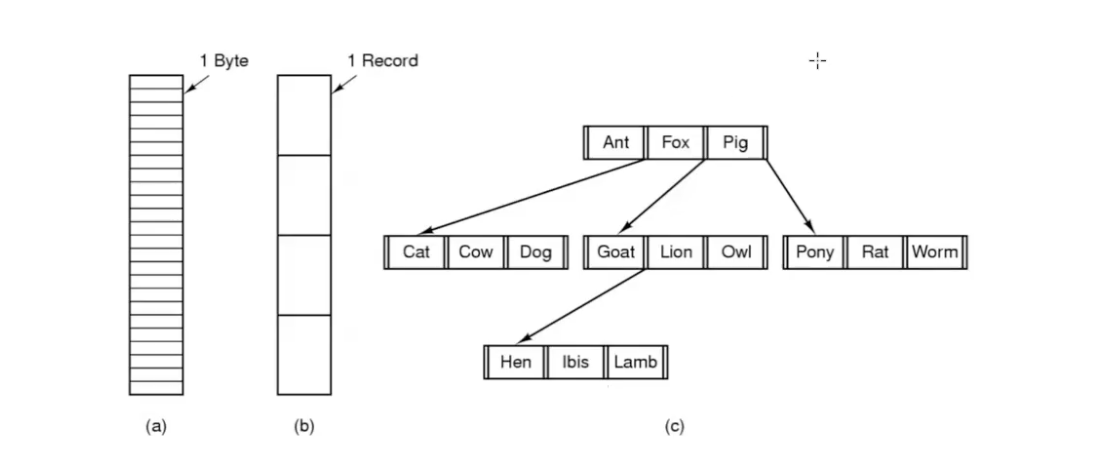 1 Byte
1 Record
Ant Fox Pig
Cat Cow Dog Goat Lion Owl Pony Rat Worm
Hen Ibis Lamb
(a) (b) (c)